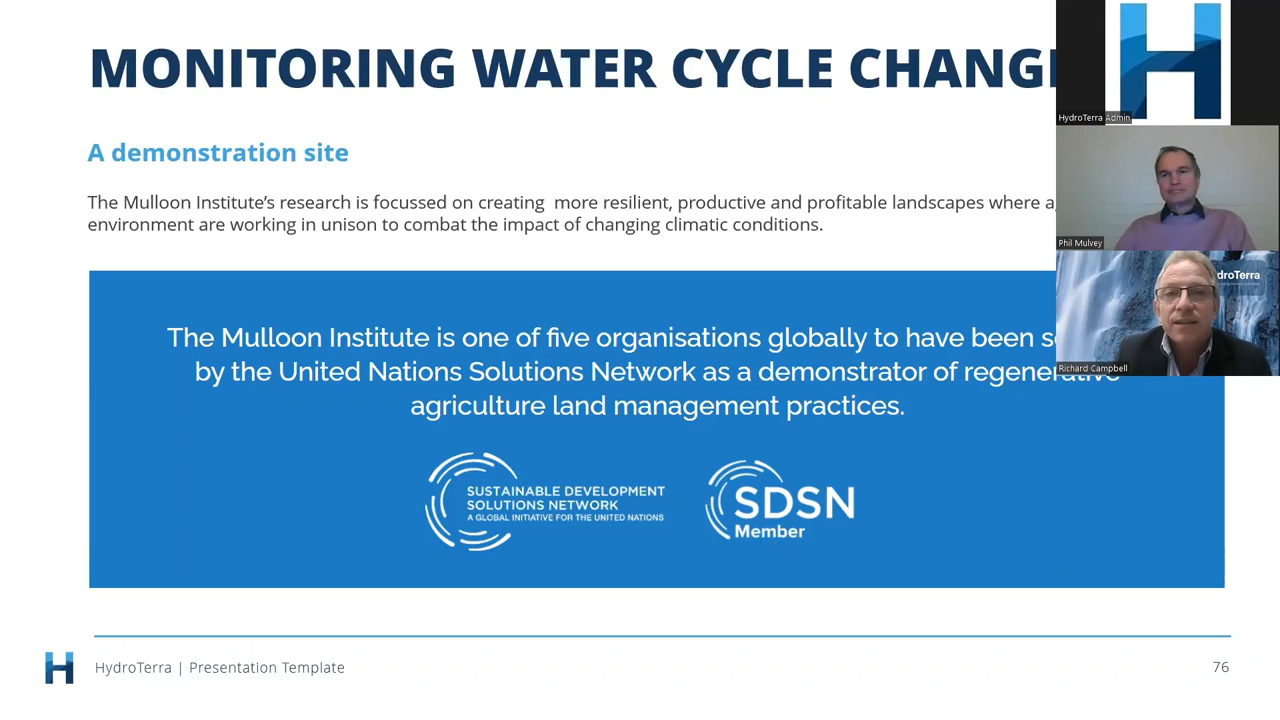 MONITORING WATER CYCLE CHANG
A demonstration site
The Mulloon Institute’s research is focussed on creating  more resilient, productive and profitable landscapes where
environment are working in unison to combat the impact of changing climatic conditions.
The Mulloon Institute is one of five organisations globally to have been
by the United Nations Solutions Network as a demonstrator of regenerative
agriculture land management practices.
SUSTAINABLE DEVELOPMENT
SOLUTIONS NETWORK
A GLOBAL INITIATIVE FOR THE UNITED NATIONS
SDSN
Member
HydroTerra | Presentation Template
76
HydroTerra Admin
Phil Mulvey
droTerra
Richard Campbell